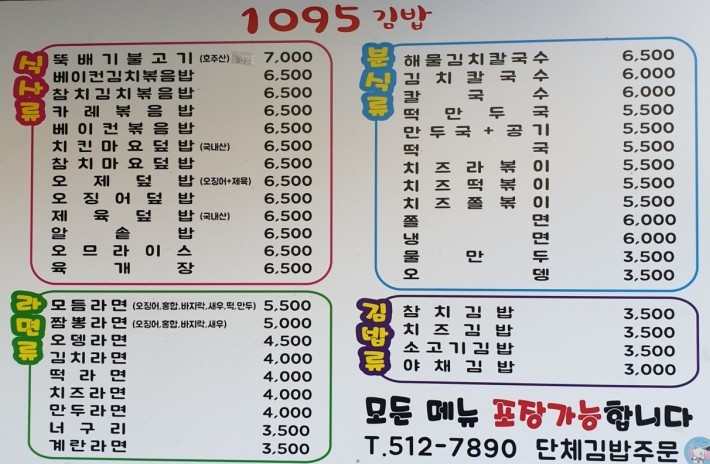 1095 김밥
식사류
뚝배기불고기 (호주산) 7,000
베이컨김치볶음밥 6,500
참치김치볶음밥 6,500
카레볶음밥 6,500
베이컨볶음밥 6,500
치킨마요덮밥 (국내산) 6,500
참치마요덮밥 6,500
오제덮밥 (오징어+제육) 6,500
오징어덮밥 6,500
제육덮밥 (국내산) 6,500
알솥밥 6,500
오므라이스 6,500
육개장 6,500
라면류
모듬라면 (오징어,홍합,바지락,새우,떡,만두) 5,500
짬뽕라면 (오징어,홍합,바지락,새우) 5,000
오뎅라면 4,500
김치라면 4,000
떡라면 4,000
치즈라면 4,000
만두라면 4,000
너구리 3,500
계란라면 3,500
분식류
해물김치칼국수 6,500
김치칼국수 6,000
칼국수 6,000
떡만두국 5,500
만두국+공기 5,500
떡국 5,500
치즈라볶이 5,500
치즈떡볶이 5,500
치즈쫄볶이 5,500
쫄면 6,000
냉면 6,000
물만두 3,500
오뎅 3,500
김밥류
참치김밥 3,500
치즈김밥 3,500
소고기김밥 3,500
야채김밥 3,000
모든 메뉴 포장가능합니다
T.512-7890 단체김밥주문